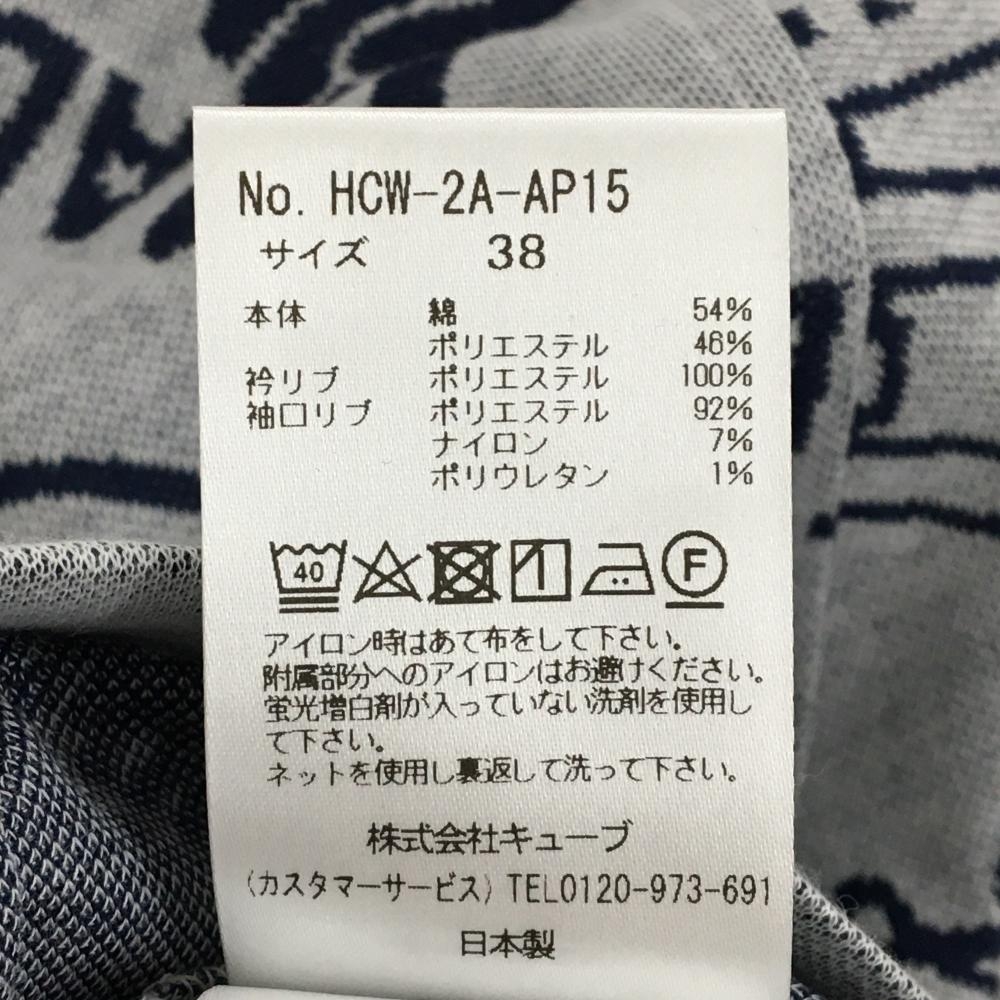 No. HCW-2A-AP15
サイズ 38
本体 綿 54%
ポリエステル 46%
衿リブ ポリエステル 100%
袖口リブ ポリエステル 92%
ナイロン 7%
ポリウレタン 1%
40 F
アイロン時はあて布をして下さい。
附属部分へのアイロンはお避けください。
蛍光増白剤が入っていない洗剤を使用し
て下さい。
ネットを使用し裏返して洗って下さい。
株式会社キューブ
(カスタマーサービス) TEL0120-973-691
日本製